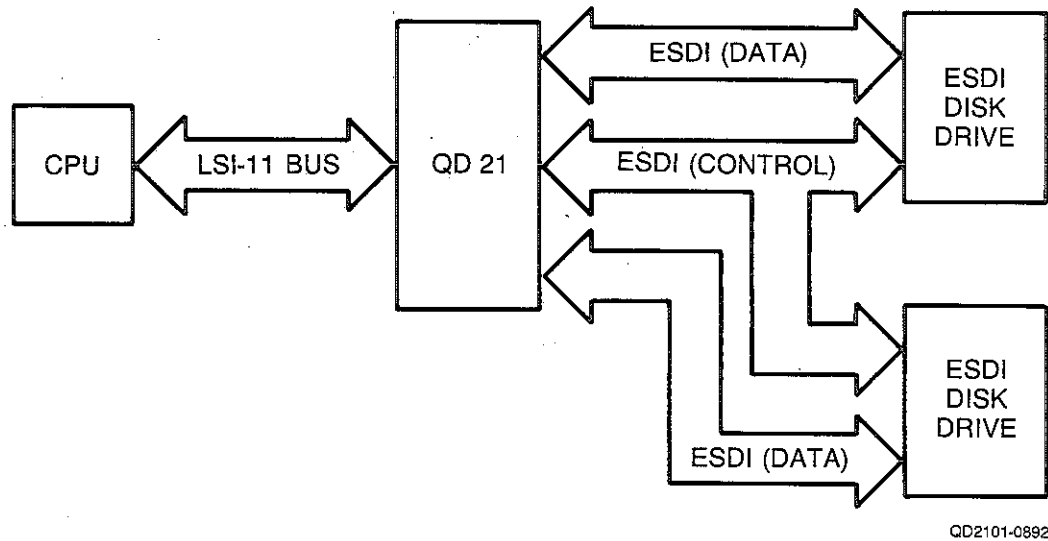 CPU
LSI-11 BUS
QD 21
ESDI (DATA)
ESDI (CONTROL)
ESDI
DISK
DRIVE
ESDI
DISK
DRIVE
ESDI (DATA)
QD2101-0892